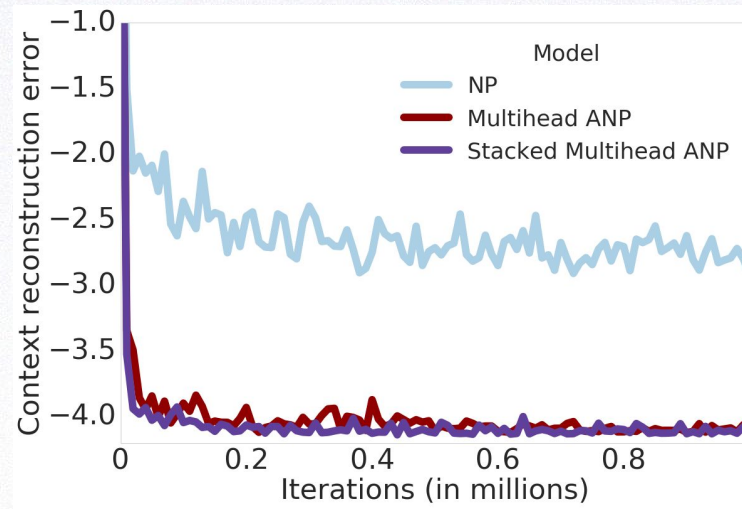 Context reconstruction error
−1.0
−1.5
−2.0
−2.5
−3.0
−3.5
−4.0
Model
NP
Multihead ANP
Stacked Multihead ANP
0 0.2 0.4 0.6 0.8
Iterations (in millions)